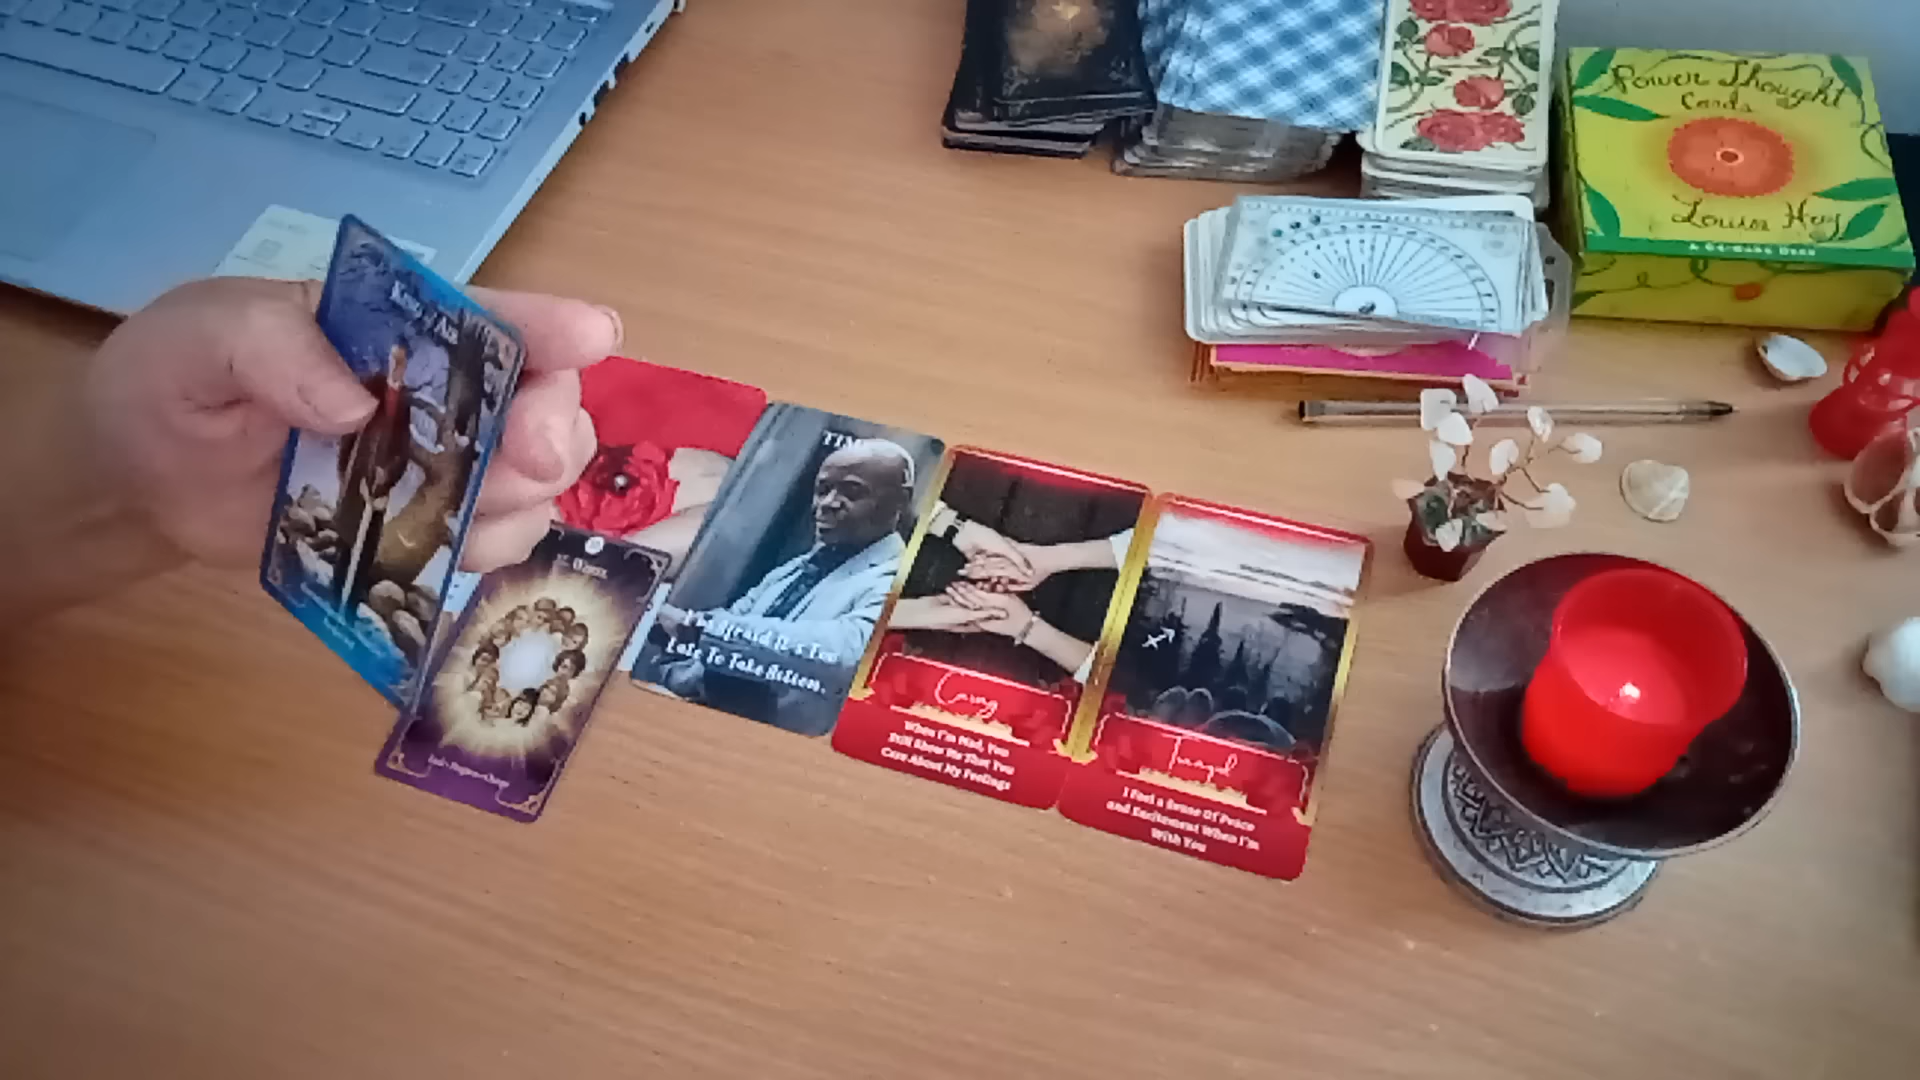 Power Thought
Cards
Louise Hay
A 64-CARD DECK
King of Air
TIME
I'm Afraid It's Too
Late To Take Action.
Caring
When I'm Mad, You
Still Show Me That You
Care About My Feelings
Tranquil
I Feel a Sense Of Peace
and Excitement When I'm
With You